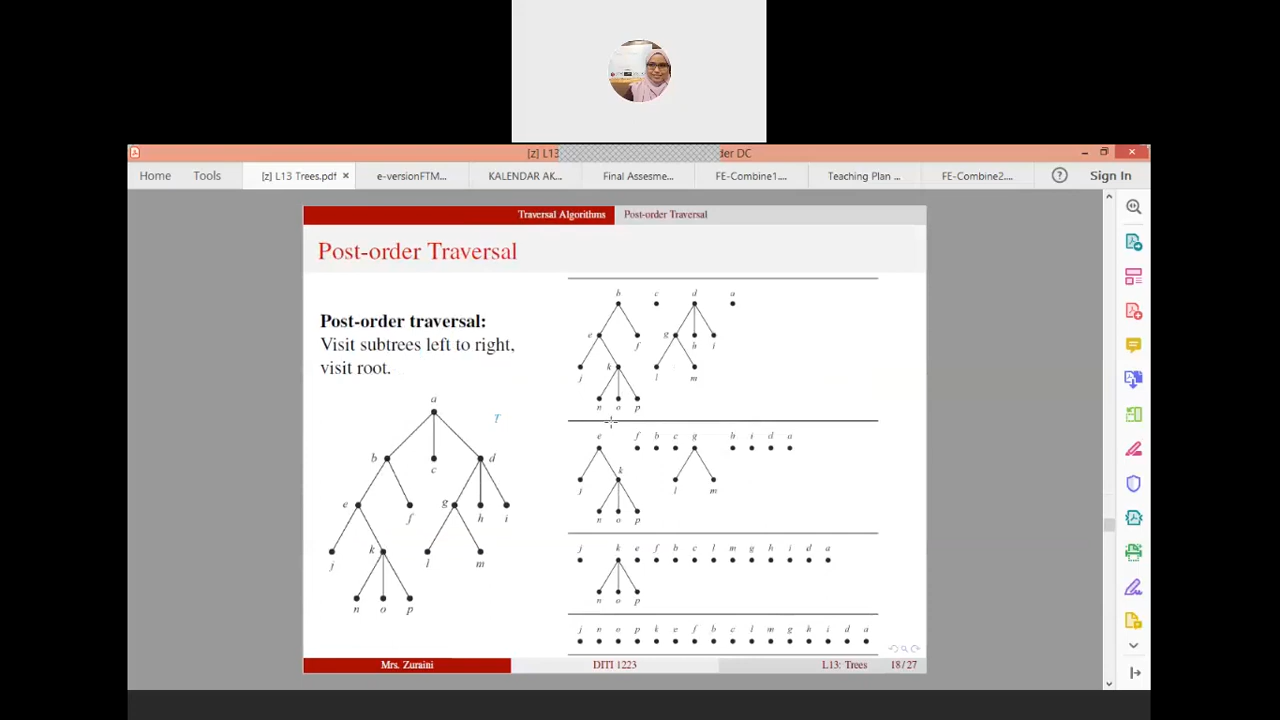 [z] L13
der DC
Home
Tools
[z] L13 Trees.pdf
e-versionFTM...
KALENDAR AK...
Final Assesme...
FE-Combine1....
Teaching Plan ...
FE-Combine2....
Sign In
Traversal Algorithms
Post-order Traversal
Post-order Traversal
Post-order traversal:
Visit subtrees left to right,
visit root.
a
b
c
d
e
f
g
h
i
j
k
l
m
n
o
p
b c d a
e f g h i
j k l m
n o p
e f b c g h i d a
j k l m
n o p
j k e f b c l m g h i d a
n o p
j n o p k e f b c l m g h i d a
Mrs. Zuraini
DITI 1223
L13: Trees
18/27